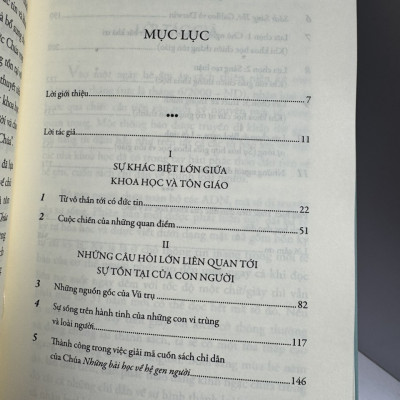 MỤC LỤC
Lời giới thiệu 7
•••
Lời tác giả 11
I
SỰ KHÁC BIỆT LỚN GIỮA
KHOA HỌC VÀ TÔN GIÁO
1 Từ vô thần tới có đức tin 22
2 Cuộc chiến của những quan điểm 51
II
NHỮNG CÂU HỎI LỚN LIÊN QUAN TỚI
SỰ TỒN TẠI CỦA CON NGƯỜI
3 Những nguồn gốc của Vũ trụ 82
4 Sự sống trên hành tinh của những con vi trùng
và loài người 117
5 Thành công trong việc giải mã cuốn sách chỉ dẫn
của Chúa Những bài học về hệ gen người 146